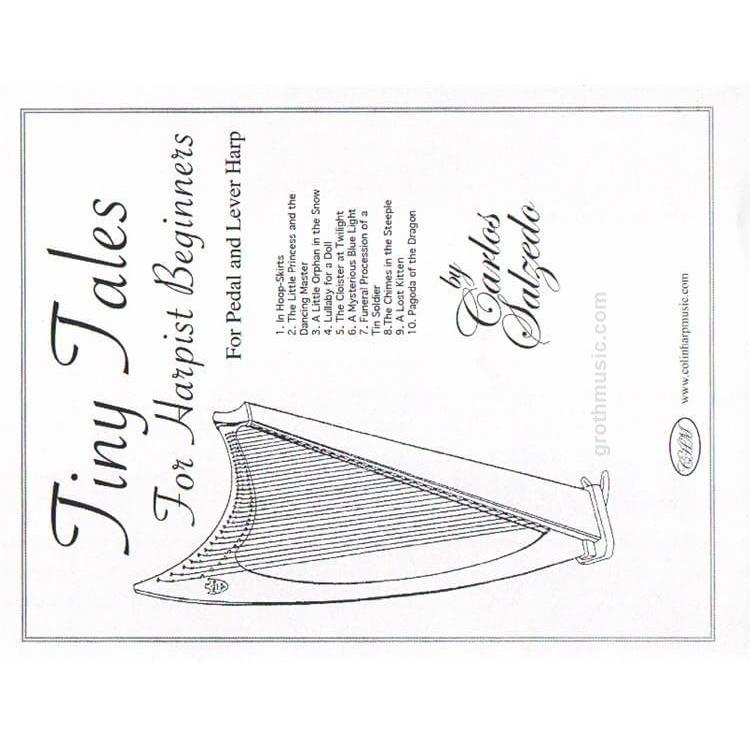 Tiny Tales
For Harpist Beginners
For Pedal and Lever Harp
1. In Hoop-Skirts
2. The Little Princess and the
Dancing Master
3. A Little Orphan in the Snow
4. Lullaby for a Doll
5. The Cloister at Twilight
6. A Mysterious Blue Light
7. Funeral Procession of a
Tin Soldier
8.The Chimes in the Steeple
9. A Lost Kitten
10. Pagoda of the Dragon
by
Carlos
Salzedo
grothmusic.com
CHM
www.colinharpmusic.com